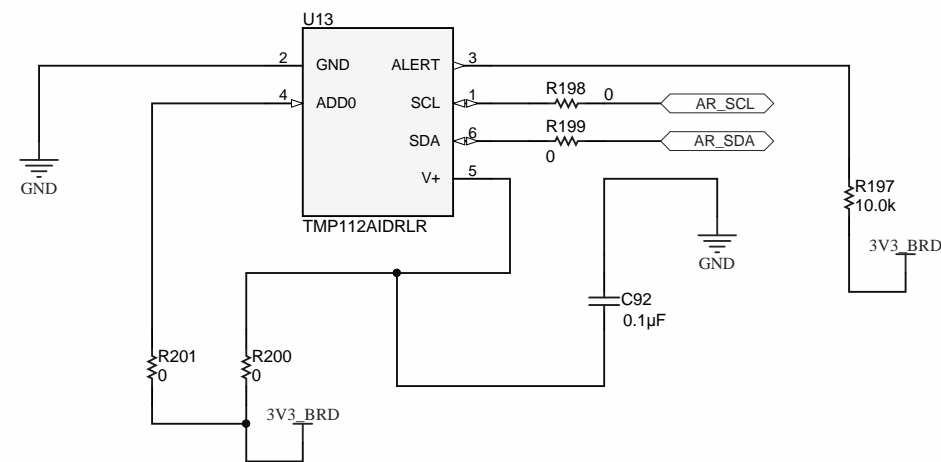 U13
2 GND ALERT 3
4 ADD0 SCL 1 R198 0 AR_SCL
SDA 6 R199 0 AR_SDA
V+ 5
GND
TMP112AIDRLR
R197
10.0k
GND
3V3_BRD
C92
0.1µF
R201
0
R200
0
3V3_BRD